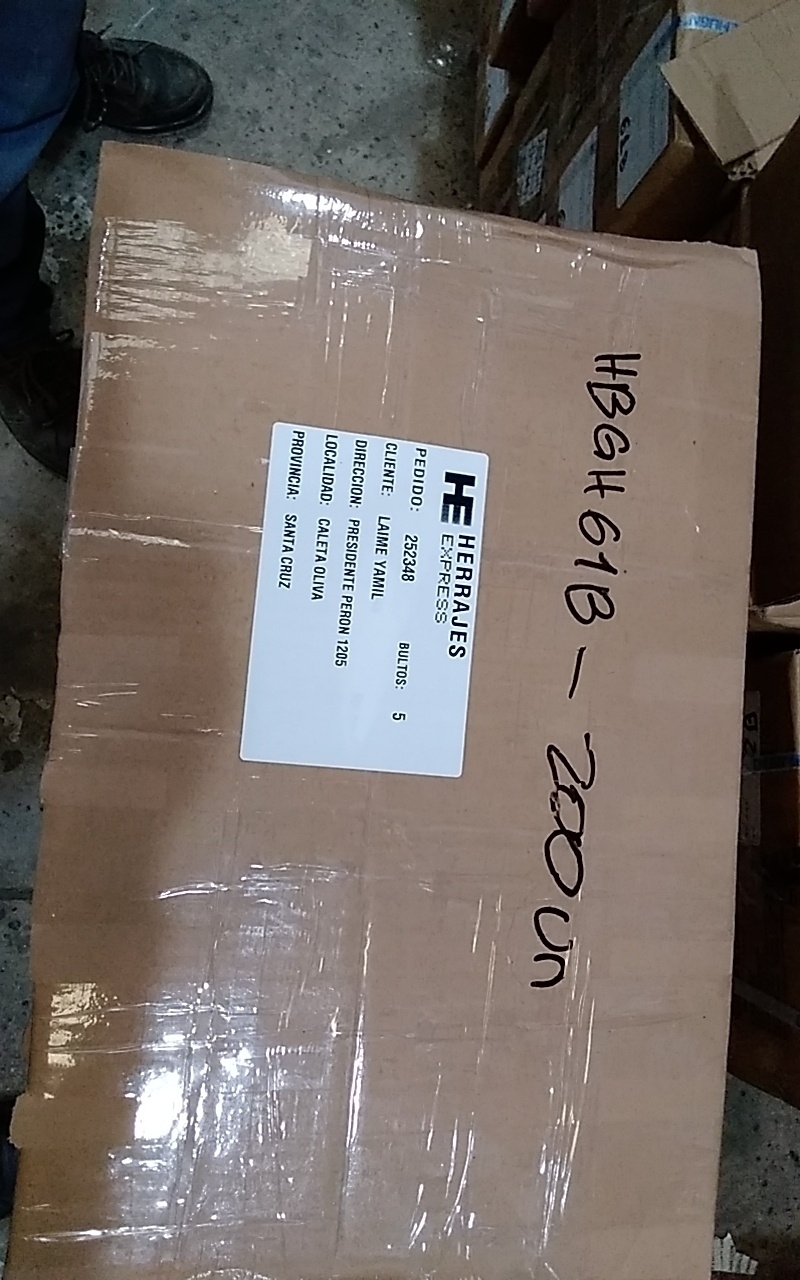 HBGH61B - 200 un
HE HERRAJES
EXPRESS
PEDIDO: 252348 BULTOS: 5
CLIENTE: LAIME YAMIL
DIRECCION: PRESIDENTE PERON 1205
LOCALIDAD: CALETA OLIVA
PROVINCIA: SANTA CRUZ